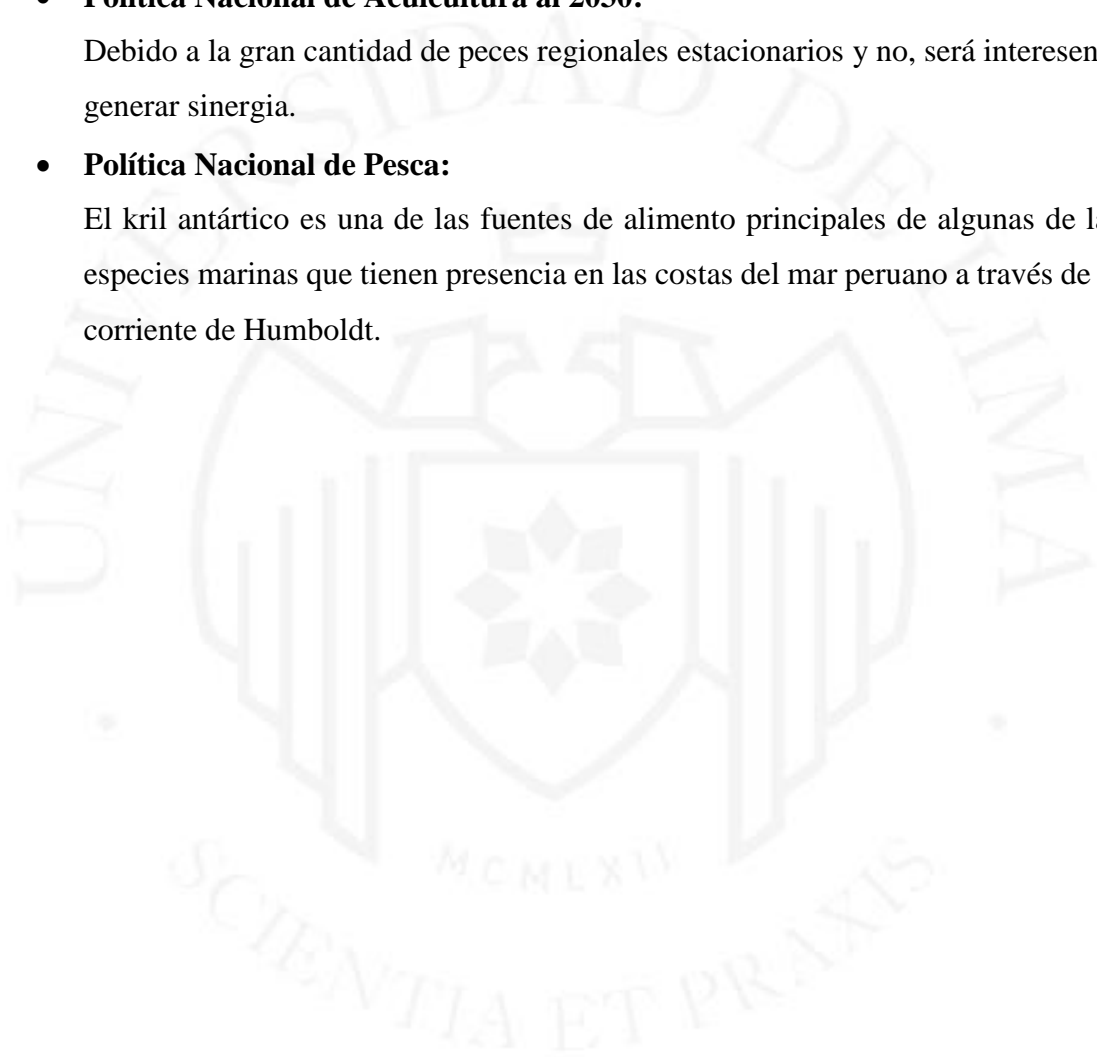 • Política Nacional de Acuicultura al 2030:
Debido a la gran cantidad de peces regionales estacionarios y no, será interesen
generar sinergia.
• Política Nacional de Pesca:
El kril antártico es una de las fuentes de alimento principales de algunas de l
especies marinas que tienen presencia en las costas del mar peruano a través de
corriente de Humboldt.
UNIVERSIDAD DE LIMA
MCMLXII
SCIENTIA ET PRAXIS